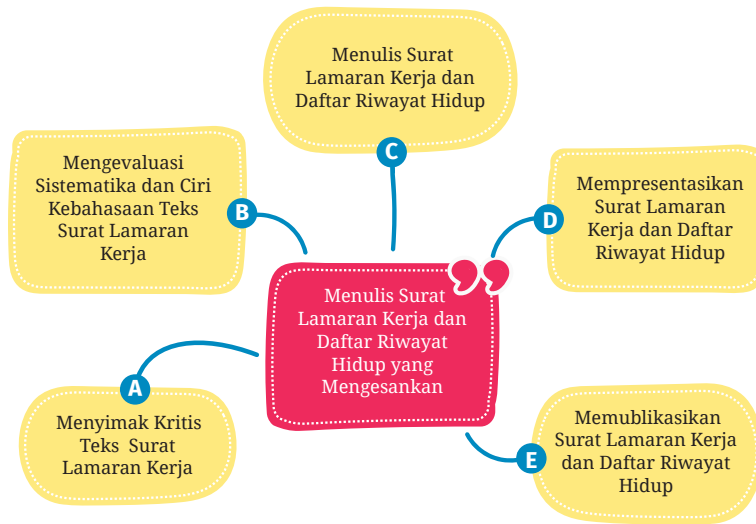 Menulis Surat
Lamaran Kerja dan
Daftar Riwayat Hidup
C
Mengevaluasi
Sistematika dan Ciri
Kebahasaan Teks
Surat Lamaran
Kerja
B
Mempresentasikan
Surat Lamaran
Kerja dan Daftar
Riwayat Hidup
D
Menulis Surat
Lamaran Kerja dan
Daftar Riwayat
Hidup yang
Mengesankan
A
Menyimak Kritis
Teks Surat
Lamaran Kerja
E
Memublikasikan
Surat Lamaran Kerja
dan Daftar Riwayat
Hidup